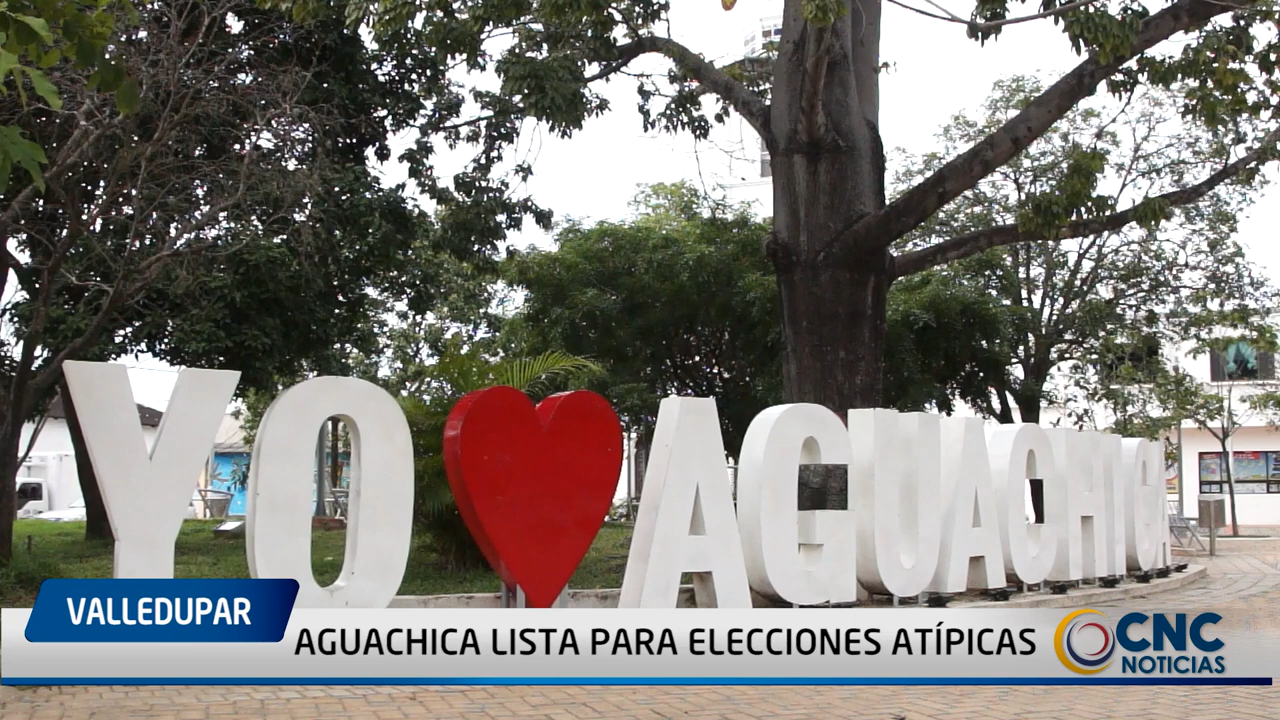 YO ❤ AGUACHICA
VALLEDUPAR
AGUACHICA LISTA PARA ELECCIONES ATÍPICAS
CNC
NOTICIAS